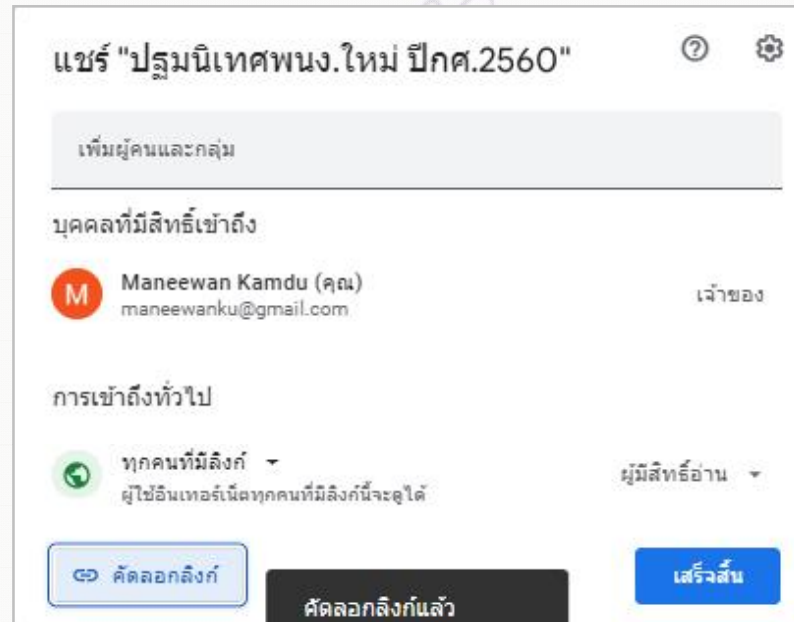 แชร์ "ปฐมนิเทศพนง.ใหม่ ปีกศ.2560"
เพิ่มผู้คนและกลุ่ม
บุคคลที่มีสิทธิ์เข้าถึง
M
Maneewan Kamdu (คุณ)
maneewanku@gmail.com
เจ้าของ
การเข้าถึงทั่วไป
ทุกคนที่มีลิงก์
ผู้ใช้อินเทอร์เน็ตทุกคนที่มีลิงก์นี้จะดูได้
ผู้มีสิทธิ์อ่าน
คัดลอกลิงก์
คัดลอกลิงก์แล้ว
เสร็จสิ้น